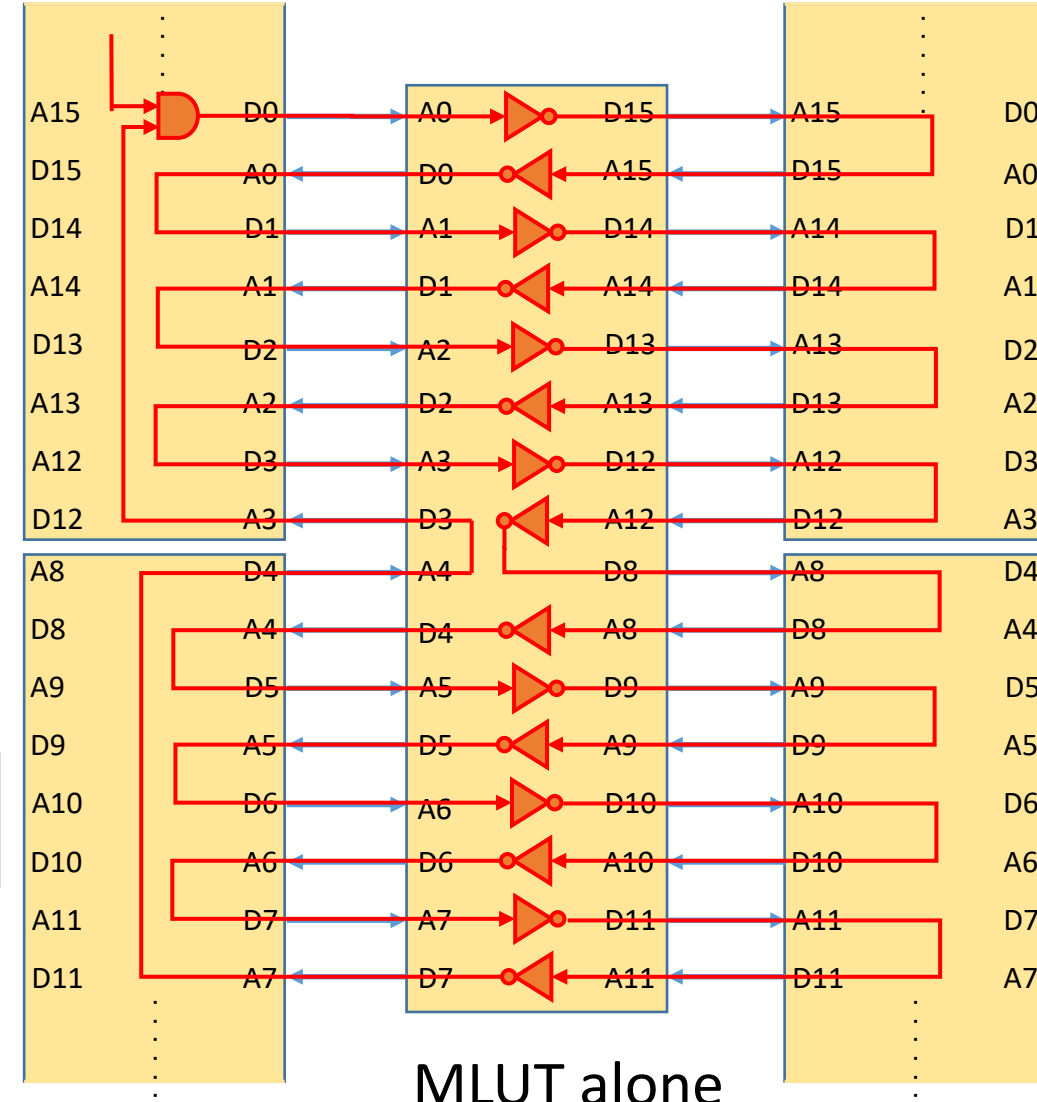 A15 D0 A0 D15 A15 D0
D15 A0 D0 A15 D15 A0
D14 D1 A1 D14 A14 D1
A14 A1 D1 A14 D14 A1
D13 D2 A2 D13 A13 D2
A13 A2 D2 A13 D13 A2
A12 D3 A3 D12 A12 D3
D12 A3 D3 A12 D12 A3
A8 D4 A4 D8 A8 D4
D8 A4 D4 A8 D8 A4
A9 D5 A5 D9 A9 D5
D9 A5 D5 A9 D9 A5
A10 D6 A6 D10 A10 D6
D10 A6 D6 A10 D10 A6
A11 D7 A7 D11 A11 D7
D11 A7 D7 A11 D11 A7
MLUT alone